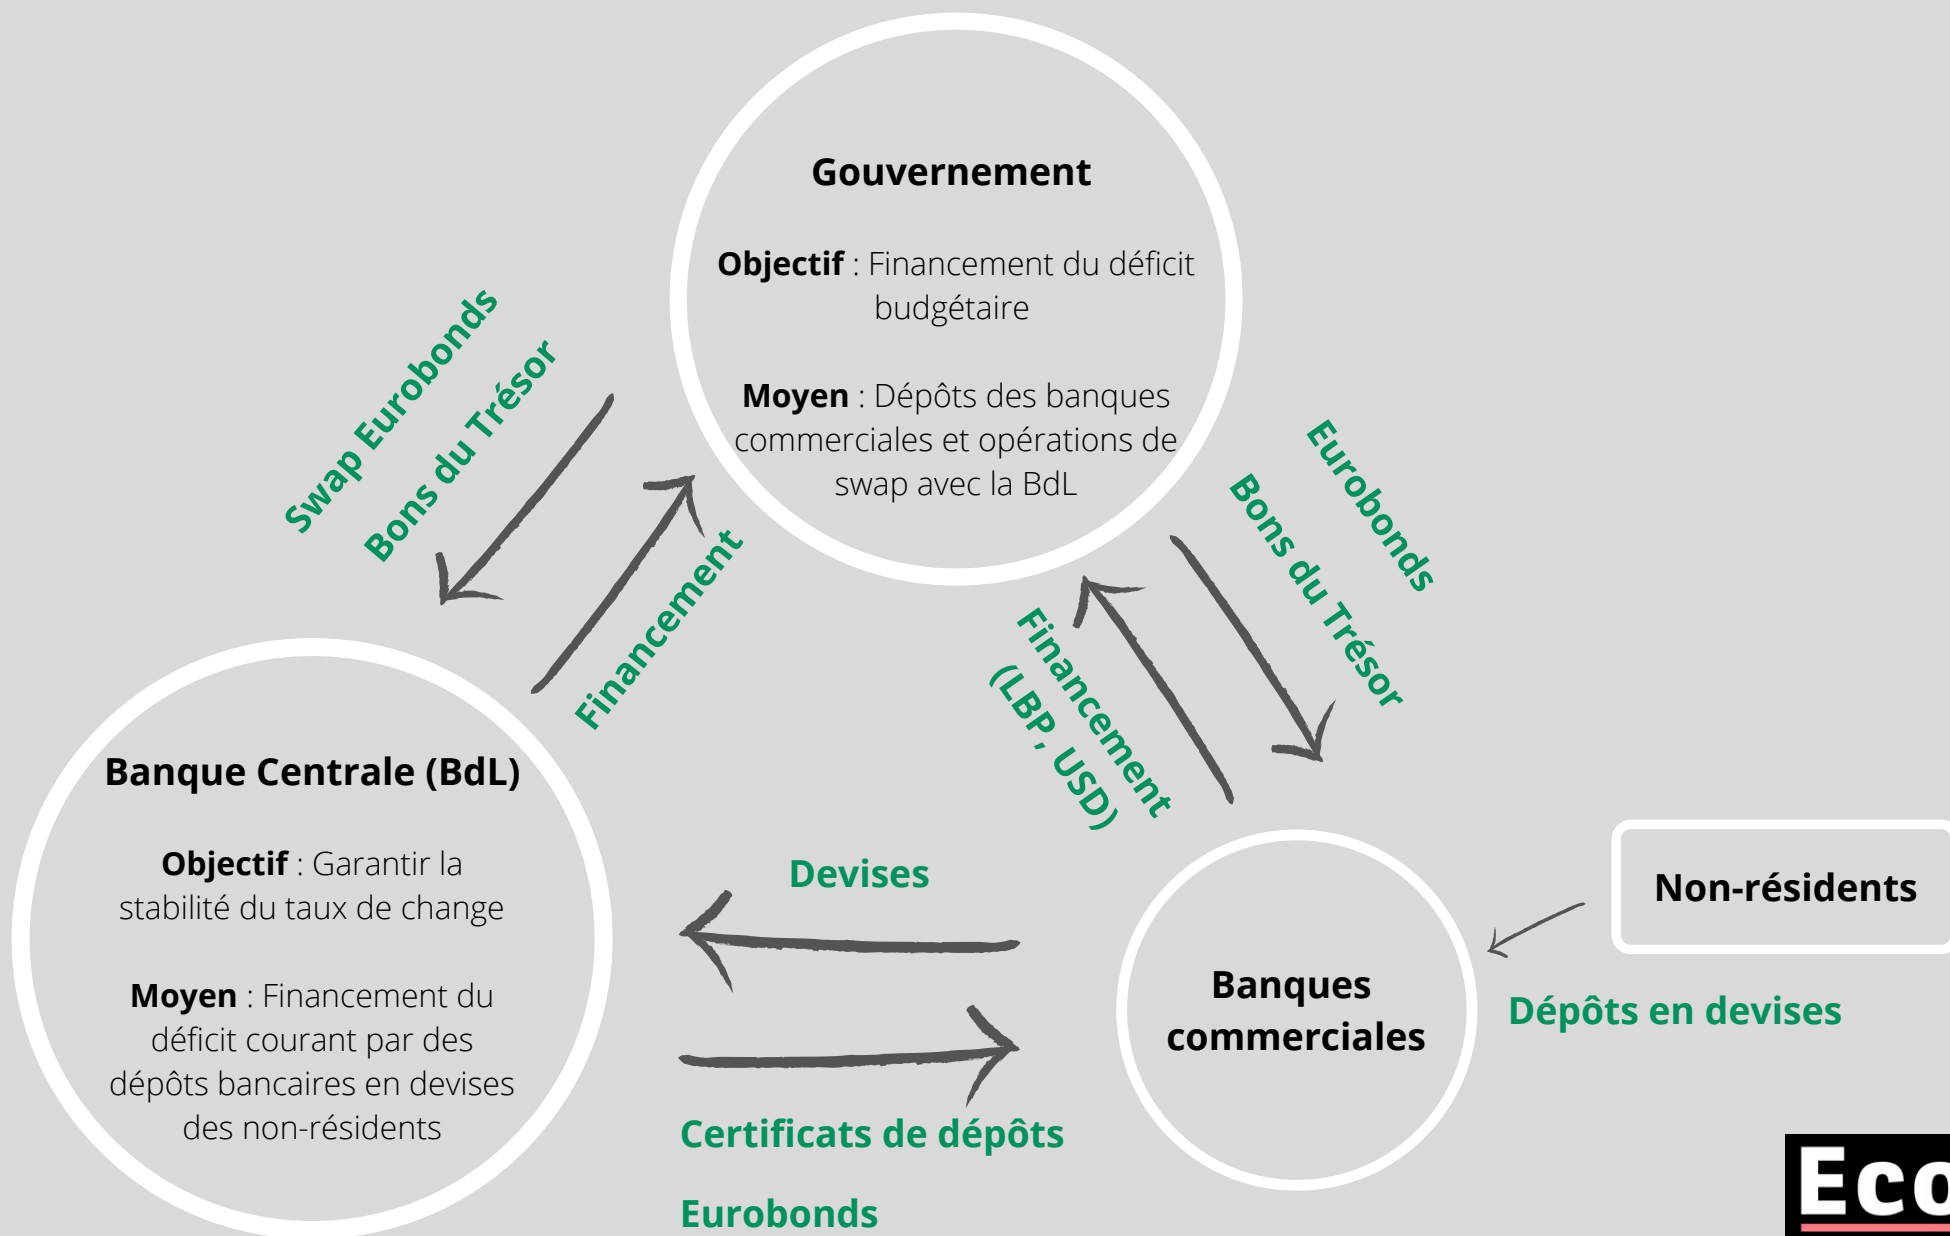 Gouvernement
Objectif : Financement du déficit
budgétaire
Moyen : Dépôts des banques
commerciales et opérations de
swap avec la BdL
Swap Eurobonds
Bons du Trésor
Financement
Eurobonds
Bons du Trésor
Financement
(LBP, USD)
Banque Centrale (BdL)
Objectif : Garantir la
stabilité du taux de change
Moyen : Financement du
déficit courant par des
dépôts bancaires en devises
des non-résidents
Devises
Certificats de dépôts
Eurobonds
Banques
commerciales
Non-résidents
Dépôts en devises